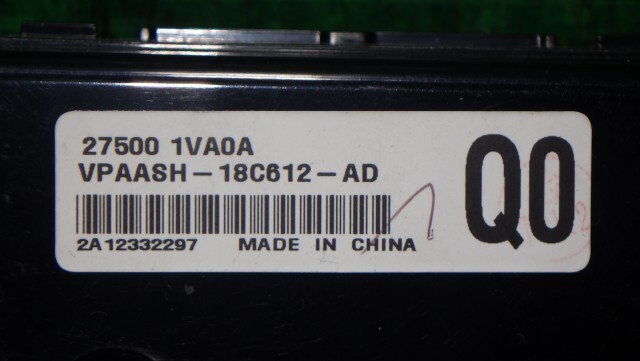 27500 1VA0A
VPAASH-18C612-AD
2A12332297 MADE IN CHINA
Q0